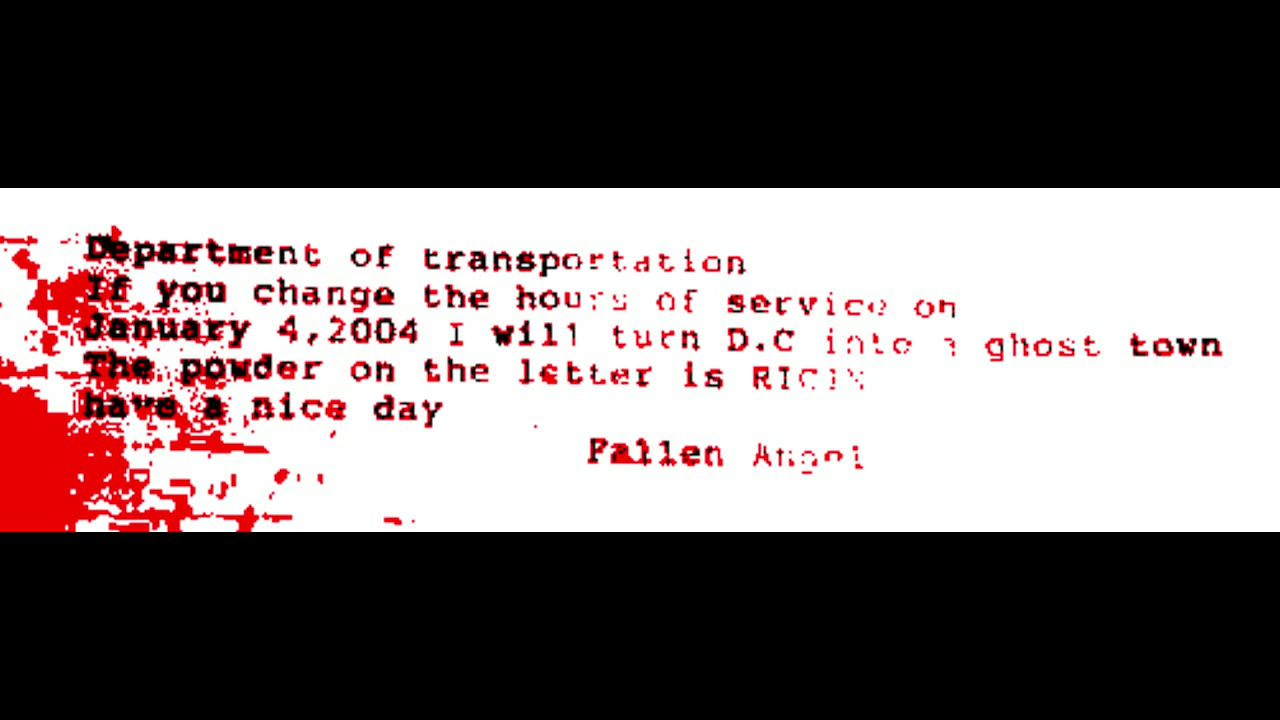 Department of transportation
If you change the hours of service on
January 4,2004 I will turn D.C into a ghost town
The powder on the letter is RICIN
have a nice day
Fallen Angel